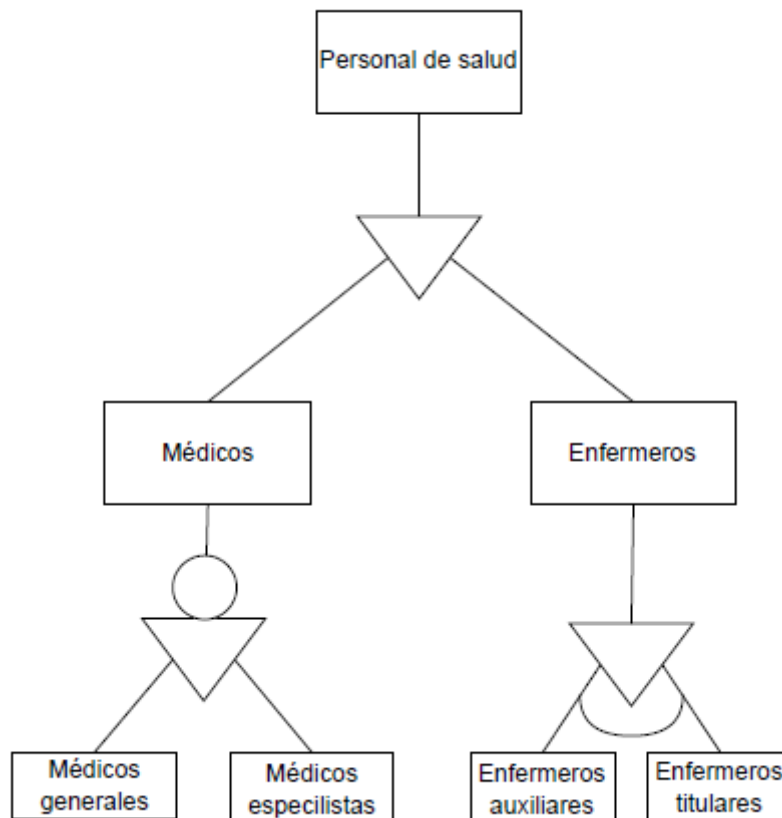 Personal de salud
Médicos
Enfermeros
Médicos
generales
Médicos
especilistas
Enfermeros
auxiliares
Enfermeros
titulares